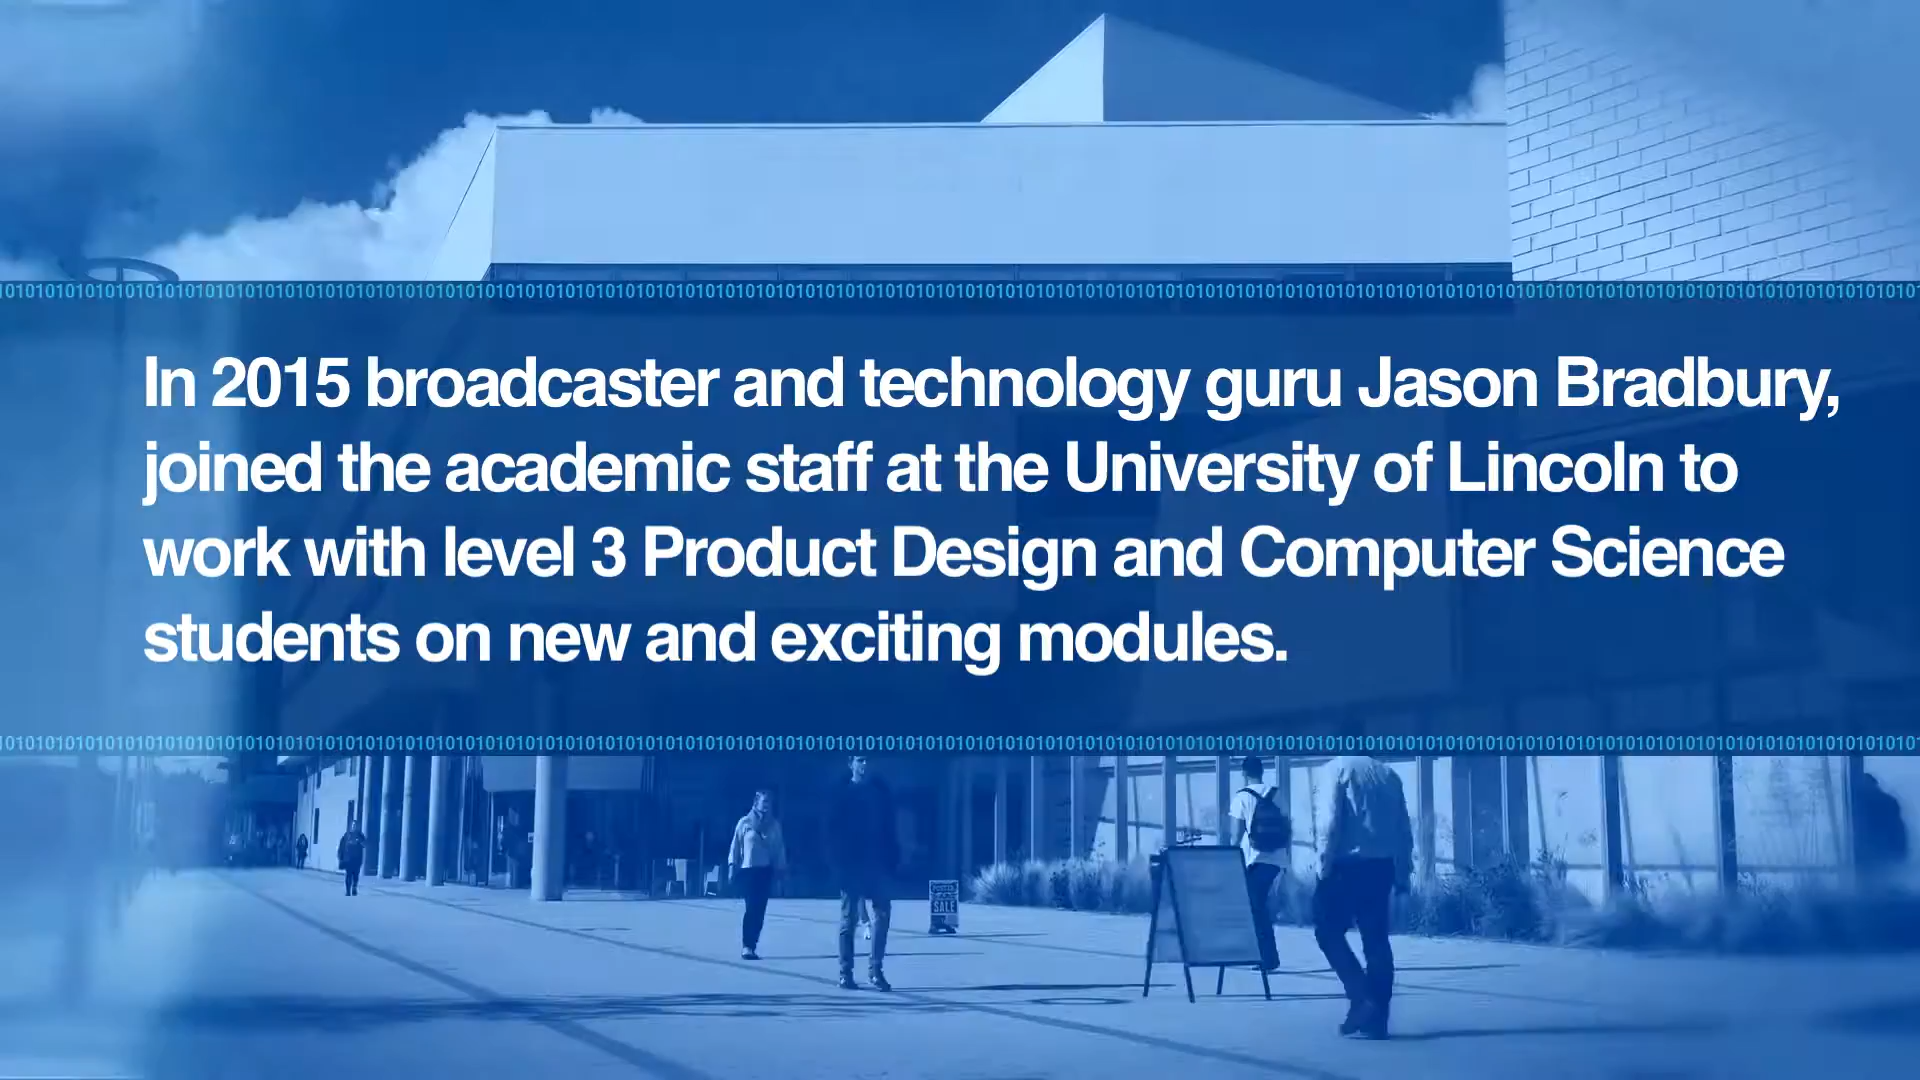 In 2015 broadcaster and technology guru Jason Bradbury,
joined the academic staff at the University of Lincoln to
work with level 3 Product Design and Computer Science
students on new and exciting modules.
SALE